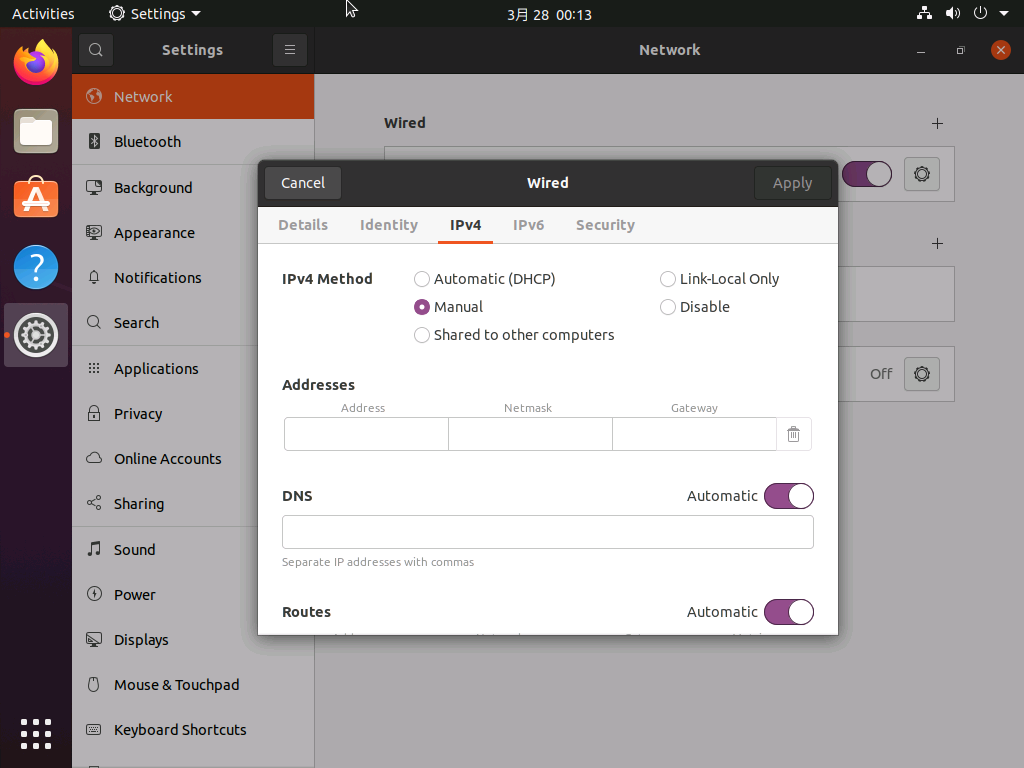 Activities
Settings
3月 28 00:13
Settings
Network
Network
Bluetooth
Background
Appearance
Notifications
Search
Applications
Privacy
Online Accounts
Sharing
Sound
Power
Displays
Mouse & Touchpad
Keyboard Shortcuts
Wired
Off
Cancel
Wired
Apply
Details
Identity
IPv4
IPv6
Security
IPv4 Method
Automatic (DHCP)
Link-Local Only
Manual
Disable
Shared to other computers
Addresses
Address
Netmask
Gateway
DNS
Automatic
Separate IP addresses with commas
Routes
Automatic